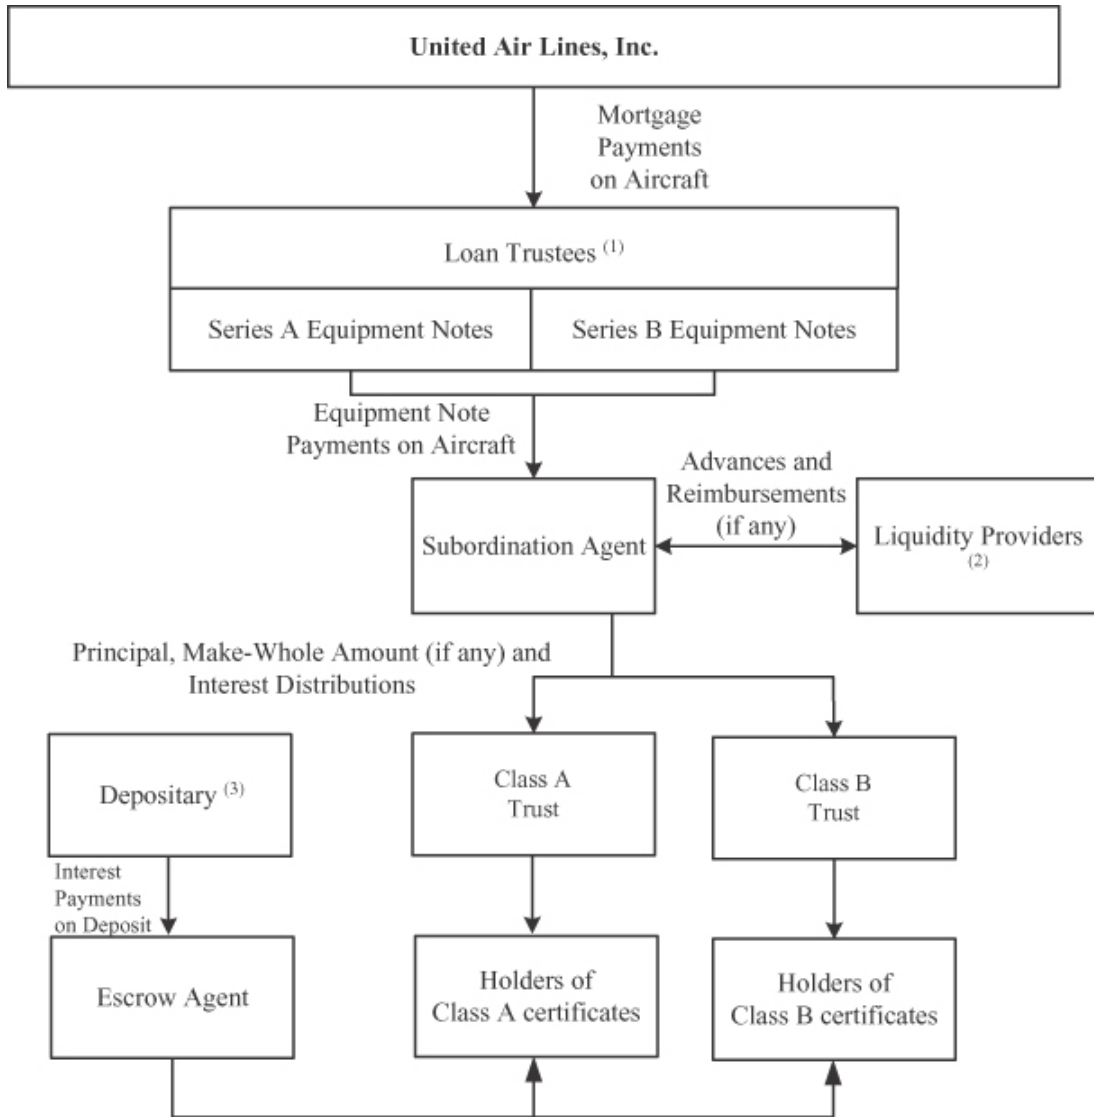 United Air Lines, Inc.
Mortgage
Payments
on Aircraft
Loan Trustees (1)
Series A Equipment Notes
Series B Equipment Notes
Equipment Note
Payments on Aircraft
Advances and
Reimbursements
(if any)
Subordination Agent
Liquidity Providers
(2)
Principal, Make-Whole Amount (if any) and
Interest Distributions
Depositary (3)
Class A
Trust
Class B
Trust
Interest
Payments
on Deposit
Escrow Agent
Holders of
Class A certificates
Holders of
Class B certificates